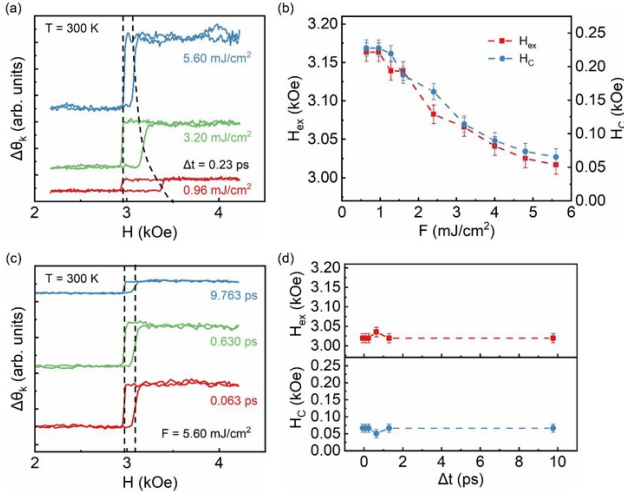 (a)
T = 300 K
5.60 mJ/cm²
3.20 mJ/cm²
Δt = 0.23 ps
0.96 mJ/cm²
Δθk (arb. units)
2 3 4
H (kOe)
(b)
Hex
HC
3.20
3.15
3.10
3.05
3.00
Hex (kOe)
0.25
0.20
0.15
0.10
0.05
0.00
HC (kOe)
0 1 2 3 4 5 6
F (mJ/cm²)
(c)
T = 300 K
9.763 ps
0.630 ps
0.063 ps
F = 5.60 mJ/cm²
Δθk (arb. units)
2 3 4
H (kOe)
(d)
3.20
3.15
3.10
3.05
3.00
Hex (kOe)
0.25
0.20
0.15
0.10
0.05
0.00
HC (kOe)
0 2 4 6 8 10
Δt (ps)